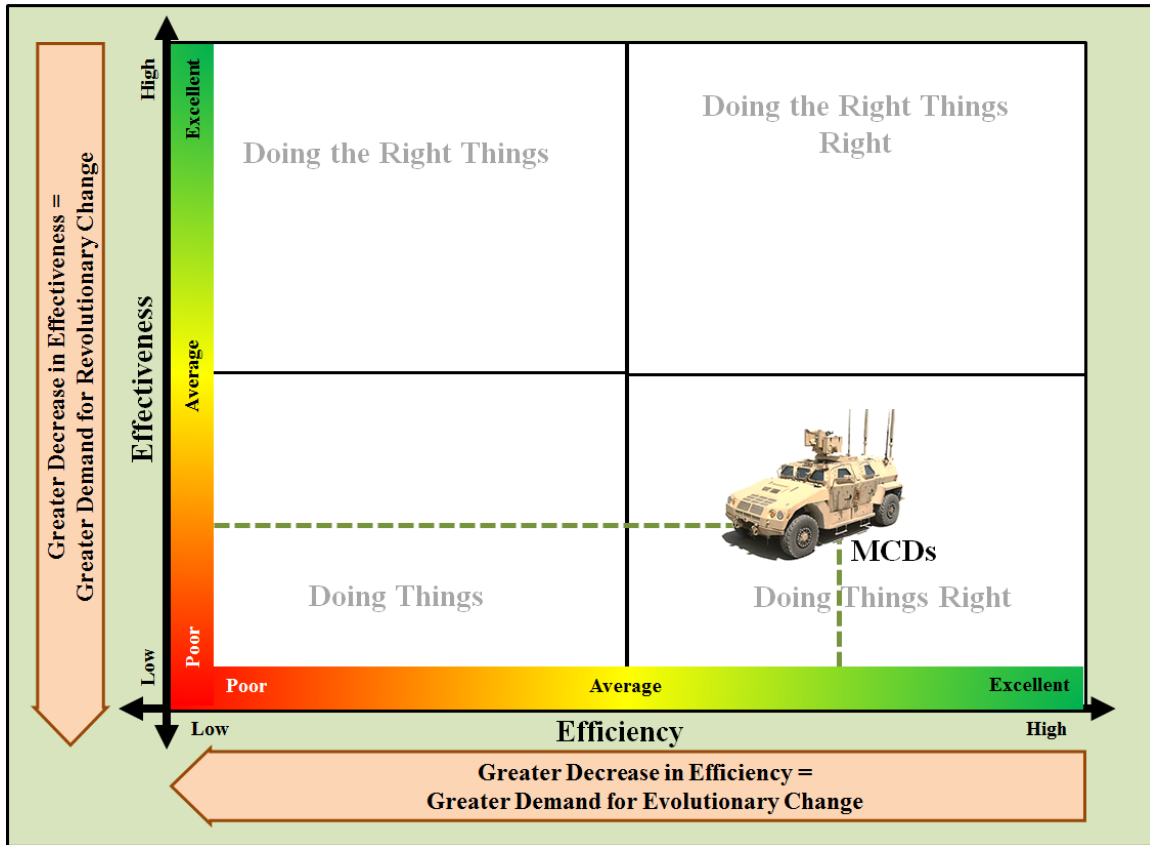 Greater Decrease in Effectiveness =
Greater Demand for Revolutionary Change
Effectiveness
High
Low
Excellent
Average
Poor
Doing the Right Things
Doing the Right Things
Right
MCDs
Doing Things
Doing Things Right
Poor
Average
Excellent
Low
Efficiency
High
Greater Decrease in Efficiency =
Greater Demand for Evolutionary Change